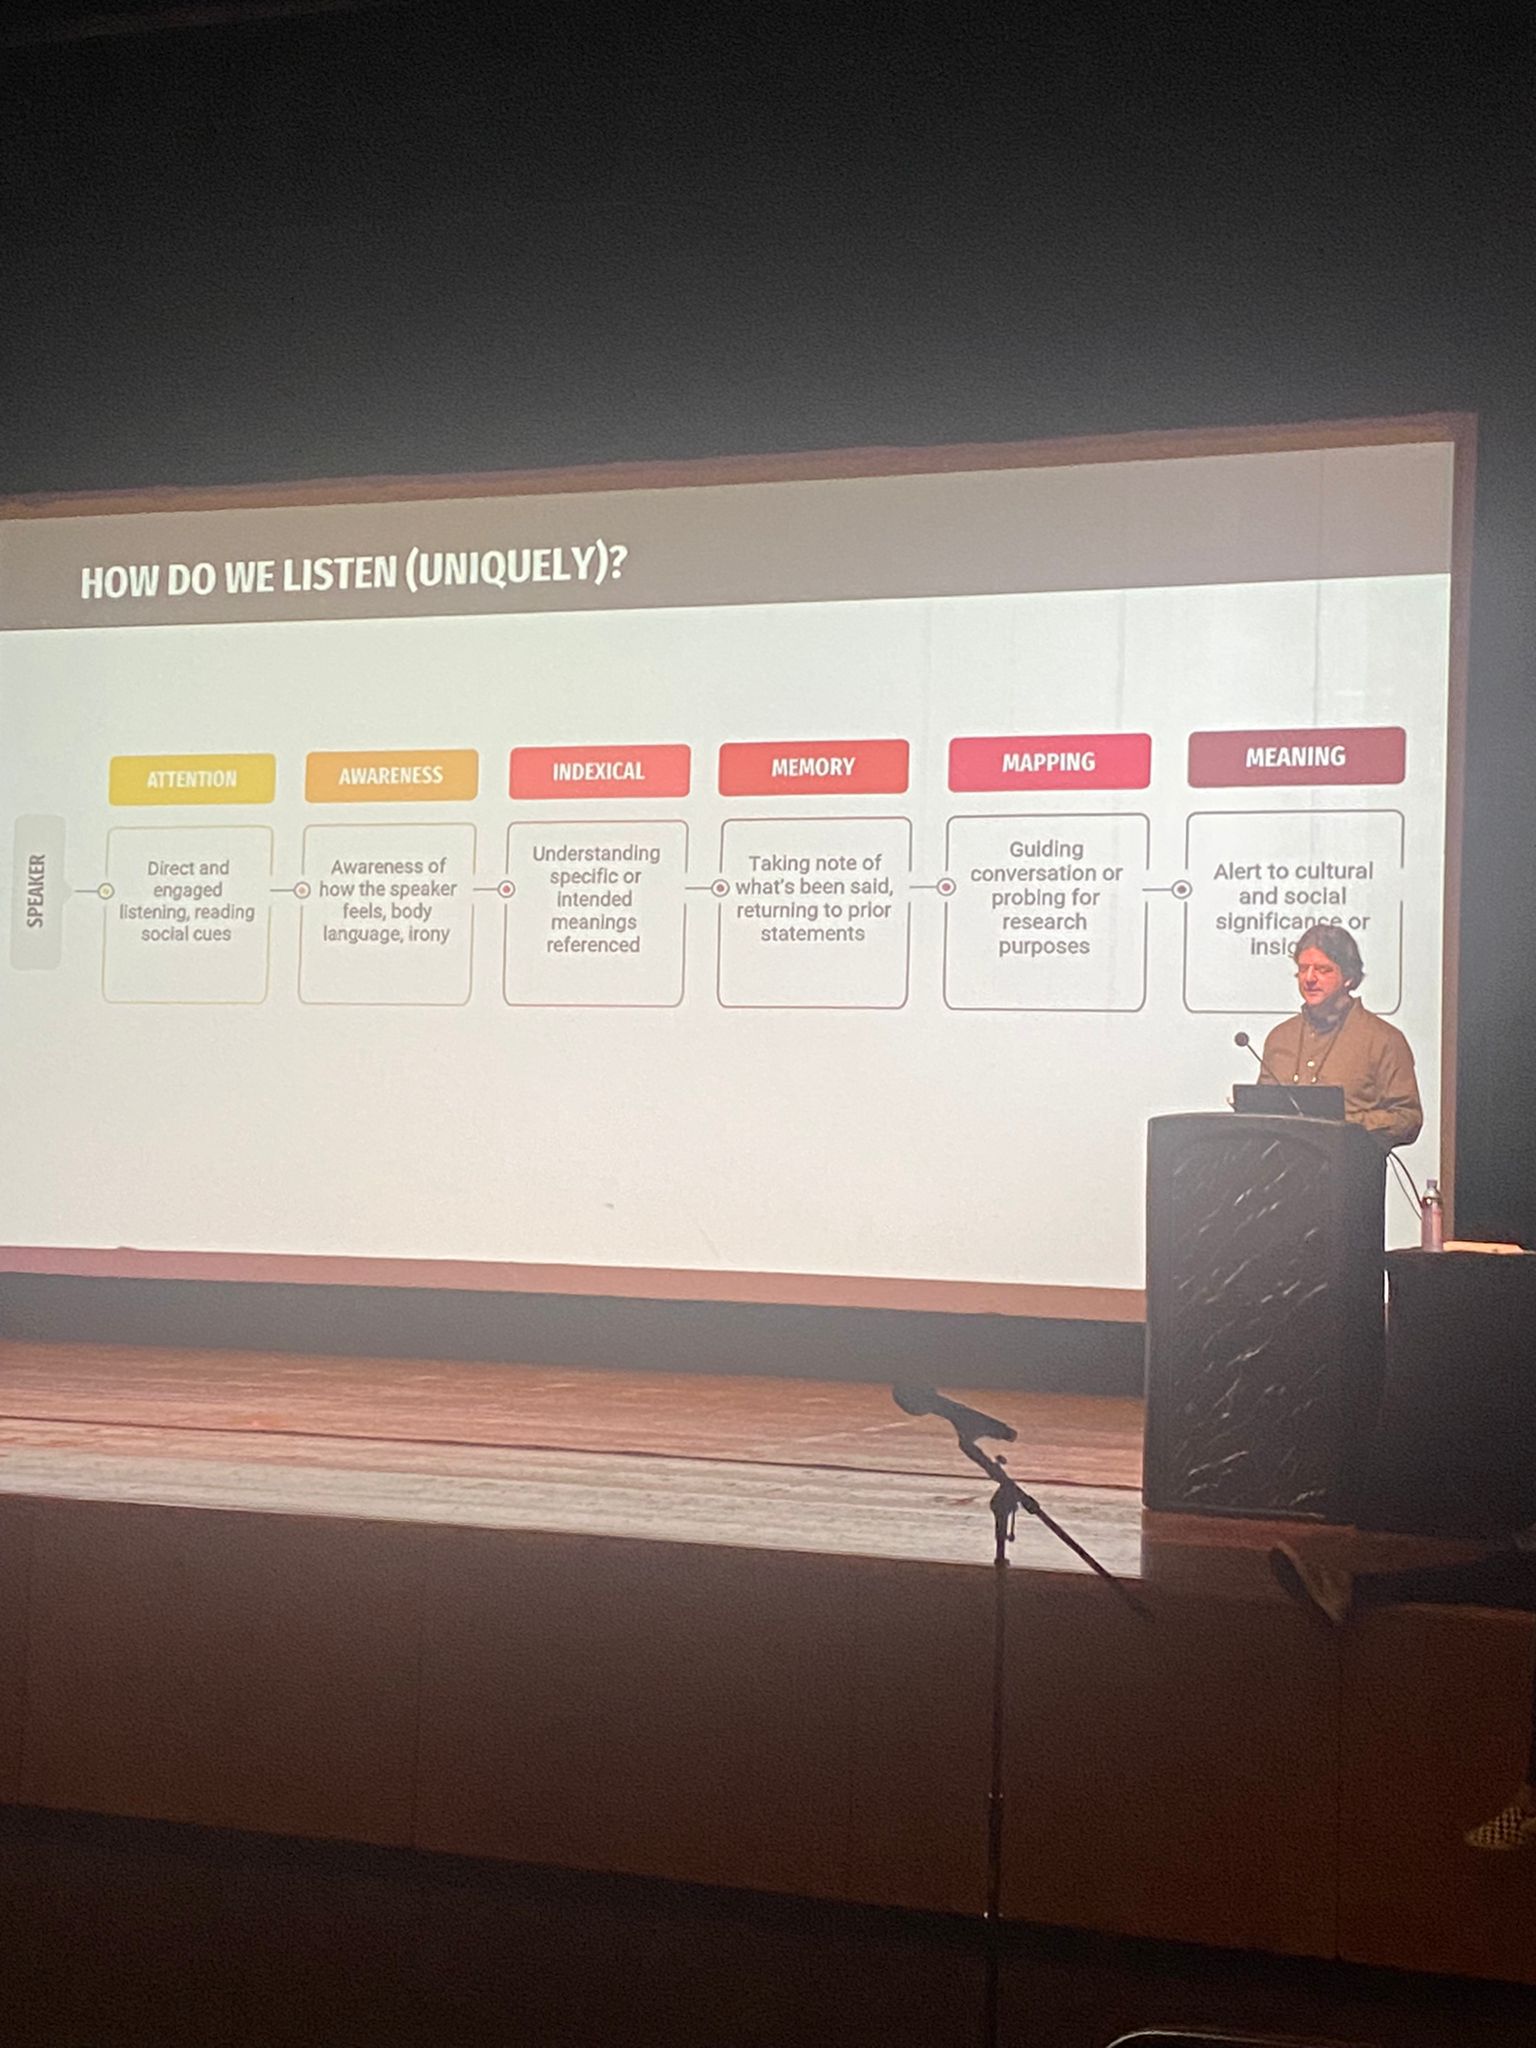 HOW DO WE LISTEN (UNIQUELY)?
SPEAKER
ATTENTION
Direct and
engaged
listening, reading
social cues
AWARENESS
Awareness of
how the speaker
feels, body
language, irony
INDEXICAL
Understanding
specific or
intended
meanings
referenced
MEMORY
Taking note of
what's been said,
returning to prior
statements
MAPPING
Guiding
conversation or
probing for
research
purposes
MEANING
Alert to cultural
and social
significance or